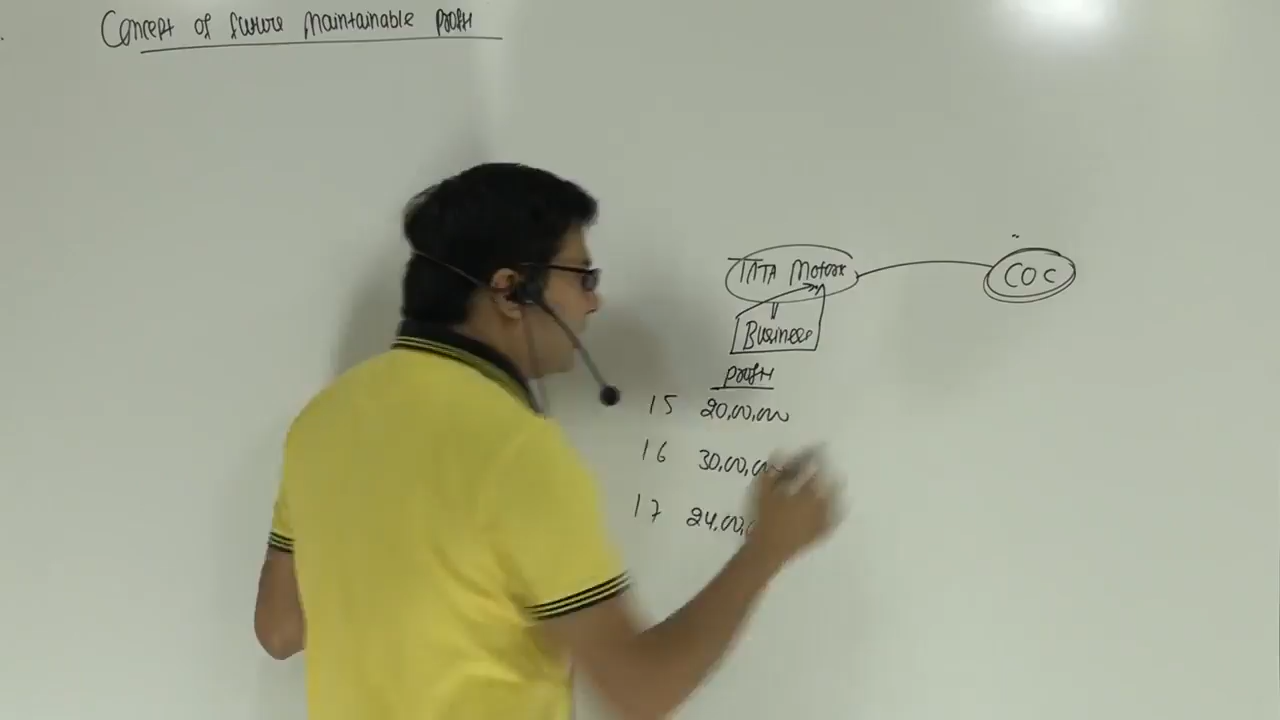 Concept of future Maintainable Profit
TATA Motors
COC
Business
Profit
15 20,00,000
16 30,00,000
17 24,00,